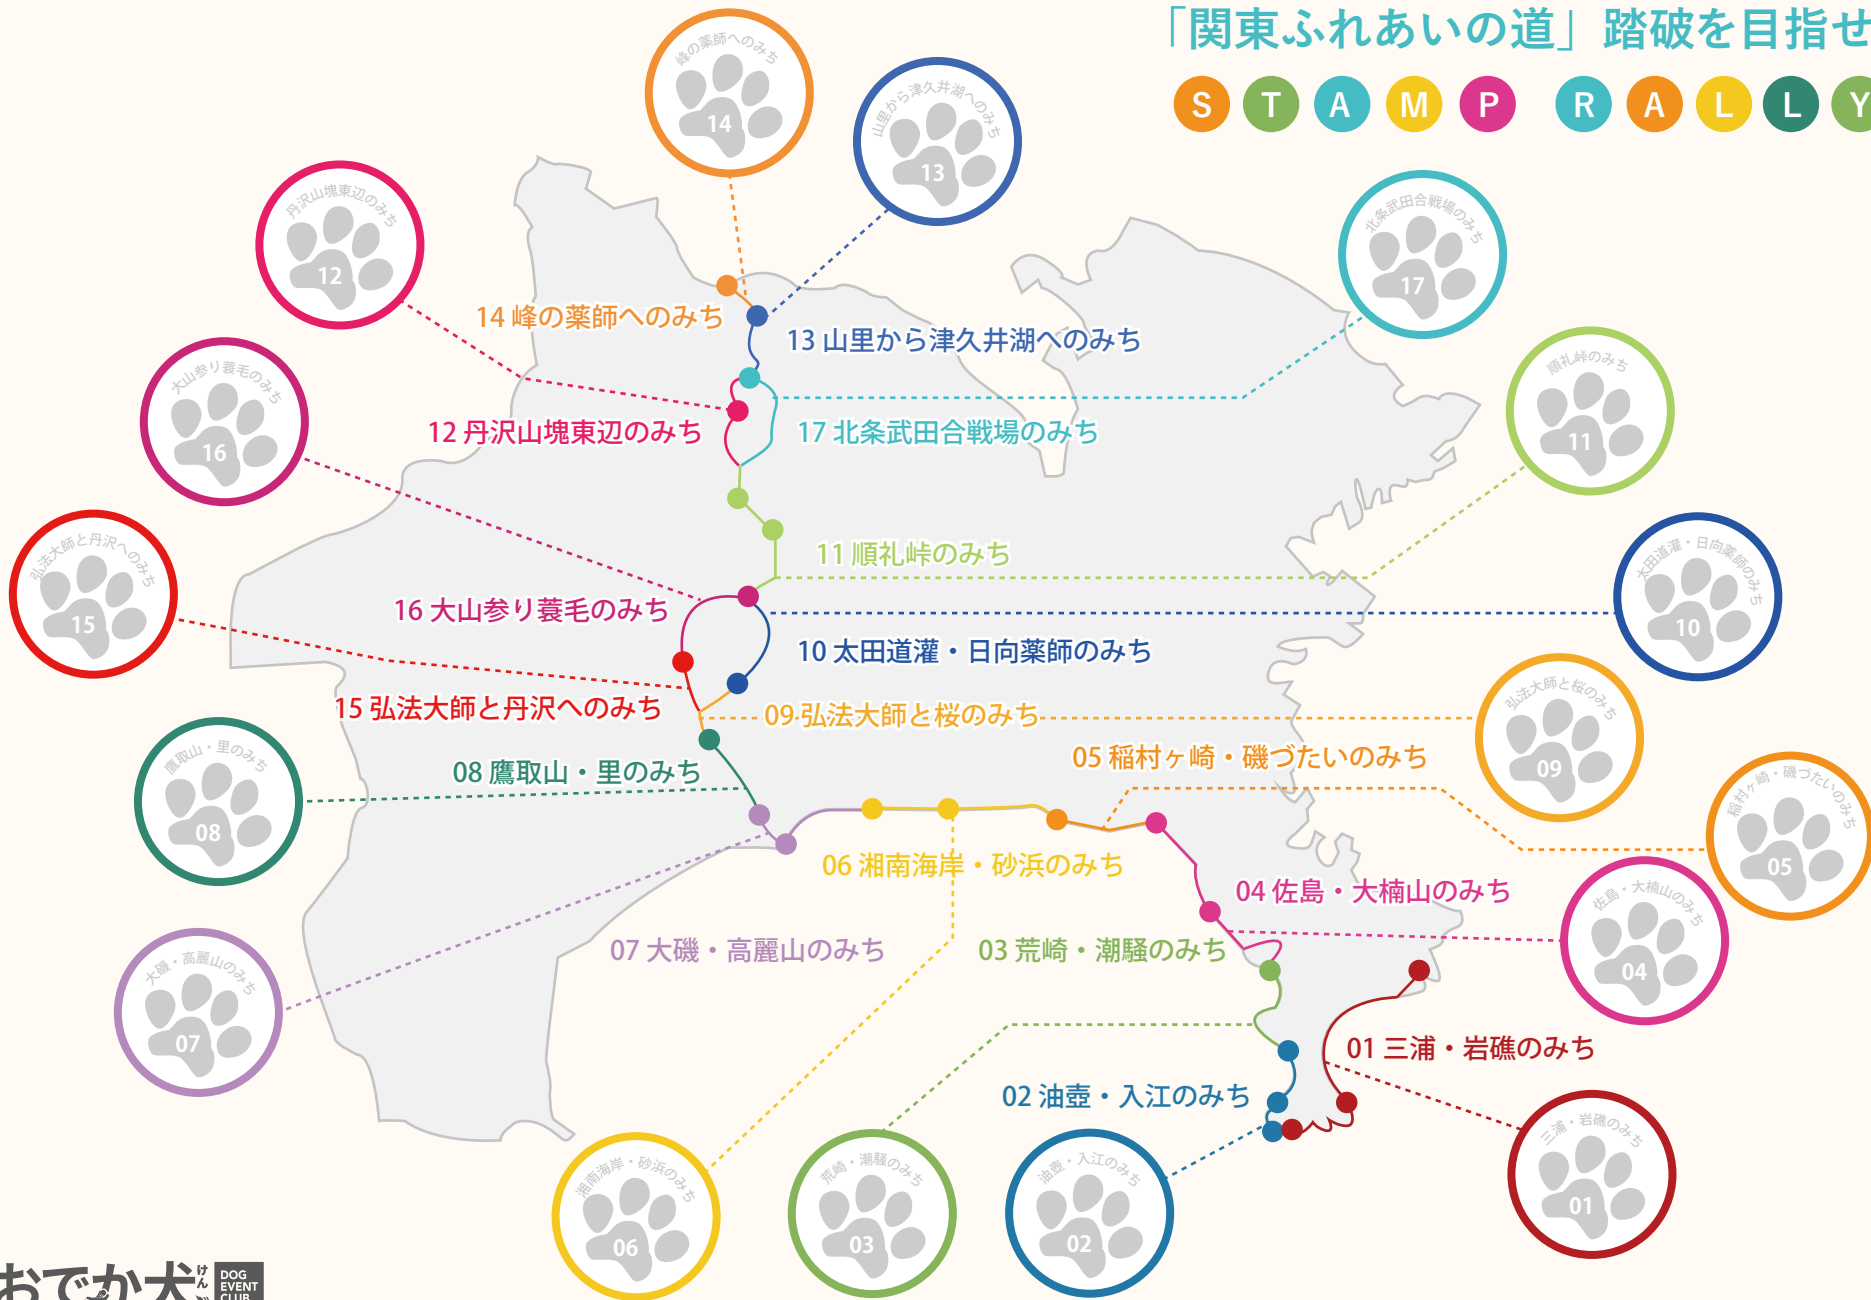 「関東ふれあいの道」踏破を目指せ
STAMP RALLY
峰の薬師へのみち
14
山里から津久井湖へのみち
13
丹沢山塊東辺のみち
12
北条武田合戦場のみち
17
14 峰の薬師へのみち
13 山里から津久井湖へのみち
大山参り蓑毛のみち
16
順礼峠のみち
11
12 丹沢山塊東辺のみち
17 北条武田合戦場のみち
弘法大師と丹沢へのみち
15
11 順礼峠のみち
太田道灌・日向薬師のみち
10
16 大山参り蓑毛のみち
10 太田道灌・日向薬師のみち
15 弘法大師と丹沢へのみち
09 弘法大師と桜のみち
弘法大師と桜のみち
09
鷹取山・里のみち
08
08 鷹取山・里のみち
05 稲村ヶ崎・磯づたいのみち
稲村ヶ崎・磯づたいのみち
05
06 湘南海岸・砂浜のみち
04 佐島・大楠山のみち
佐島・大楠山のみち
04
07 大磯・高麗山のみち
03 荒崎・潮騒のみち
大磯・高麗山のみち
07
01 三浦・岩礁のみち
02 油壺・入江のみち
三浦・岩礁のみち
01
湘南海岸・砂浜のみち
06
荒崎・潮騒のみち
03
油壺・入江のみち
02
おでか犬
けん
DOG
EVENT
CLUB